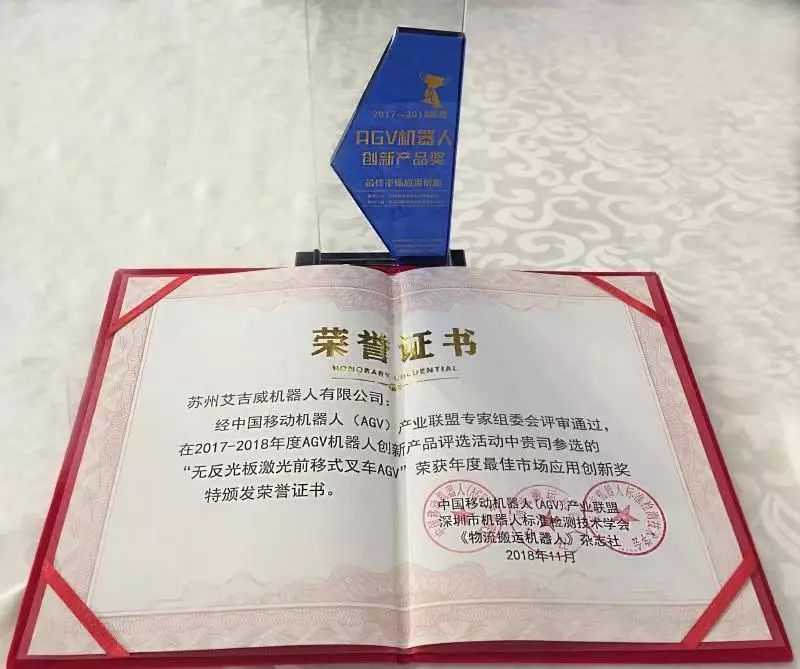 2017—2018年度
AGV机器人
创新产品奖
最佳市场应用创新
荣誉证书
HONORARY CREDENTIAL
苏州艾吉威机器人有限公司：
经中国移动机器人（AGV）产业联盟专家组委会评审通过，
在2017-2018年度AGV机器人创新产品评选活动中贵司参选的
“无反光板激光前移式叉车AGV”荣获年度最佳市场应用创新奖
特颁发荣誉证书。
中国移动机器人(AGV)产业联盟
深圳市机器人标准检测技术学会
《物流搬运机器人》杂志社
2018年11月